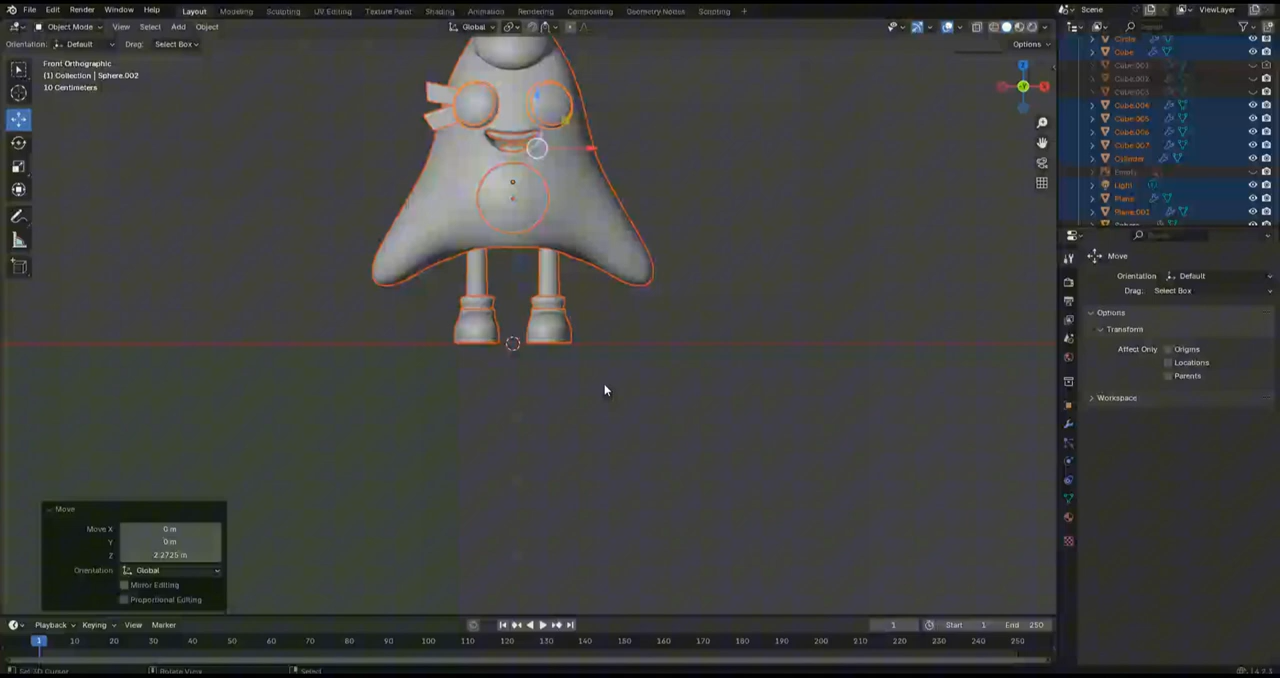 File Edit Render Window Help Layout Modeling Sculpting UV Editing Texture Paint Shading Animation Rendering Compositing Geometry Nodes Scripting + Scene ViewLayer
Object Mode View Select Add Object Global
Orientation: Default Drag: Select Box Options
Front Orthographic
(1) Collection | Sphere.002
10 Centimeters
Z
X
Circle
Cube
Cube.004
Cube.005
Cube.006
Cube.007
Cylinder
Empty
Light
Plane
Plane.001
Move
Orientation Default
Drag: Select Box
Options
Transform
Affect Only Origins
Locations
Parents
Workspace
Move
Move X 0 m
Y 0 m
Z 2.2725 m
Orientation Global
Mirror Editing
Proportional Editing
Playback Keying View Marker 1 Start 1 End 250
1 10 20 30 40 50 60 70 80 90 100 110 120 130 140 150 160 170 180 190 200 210 220 230 240 250
Set 3D Cursor Rotate View Select